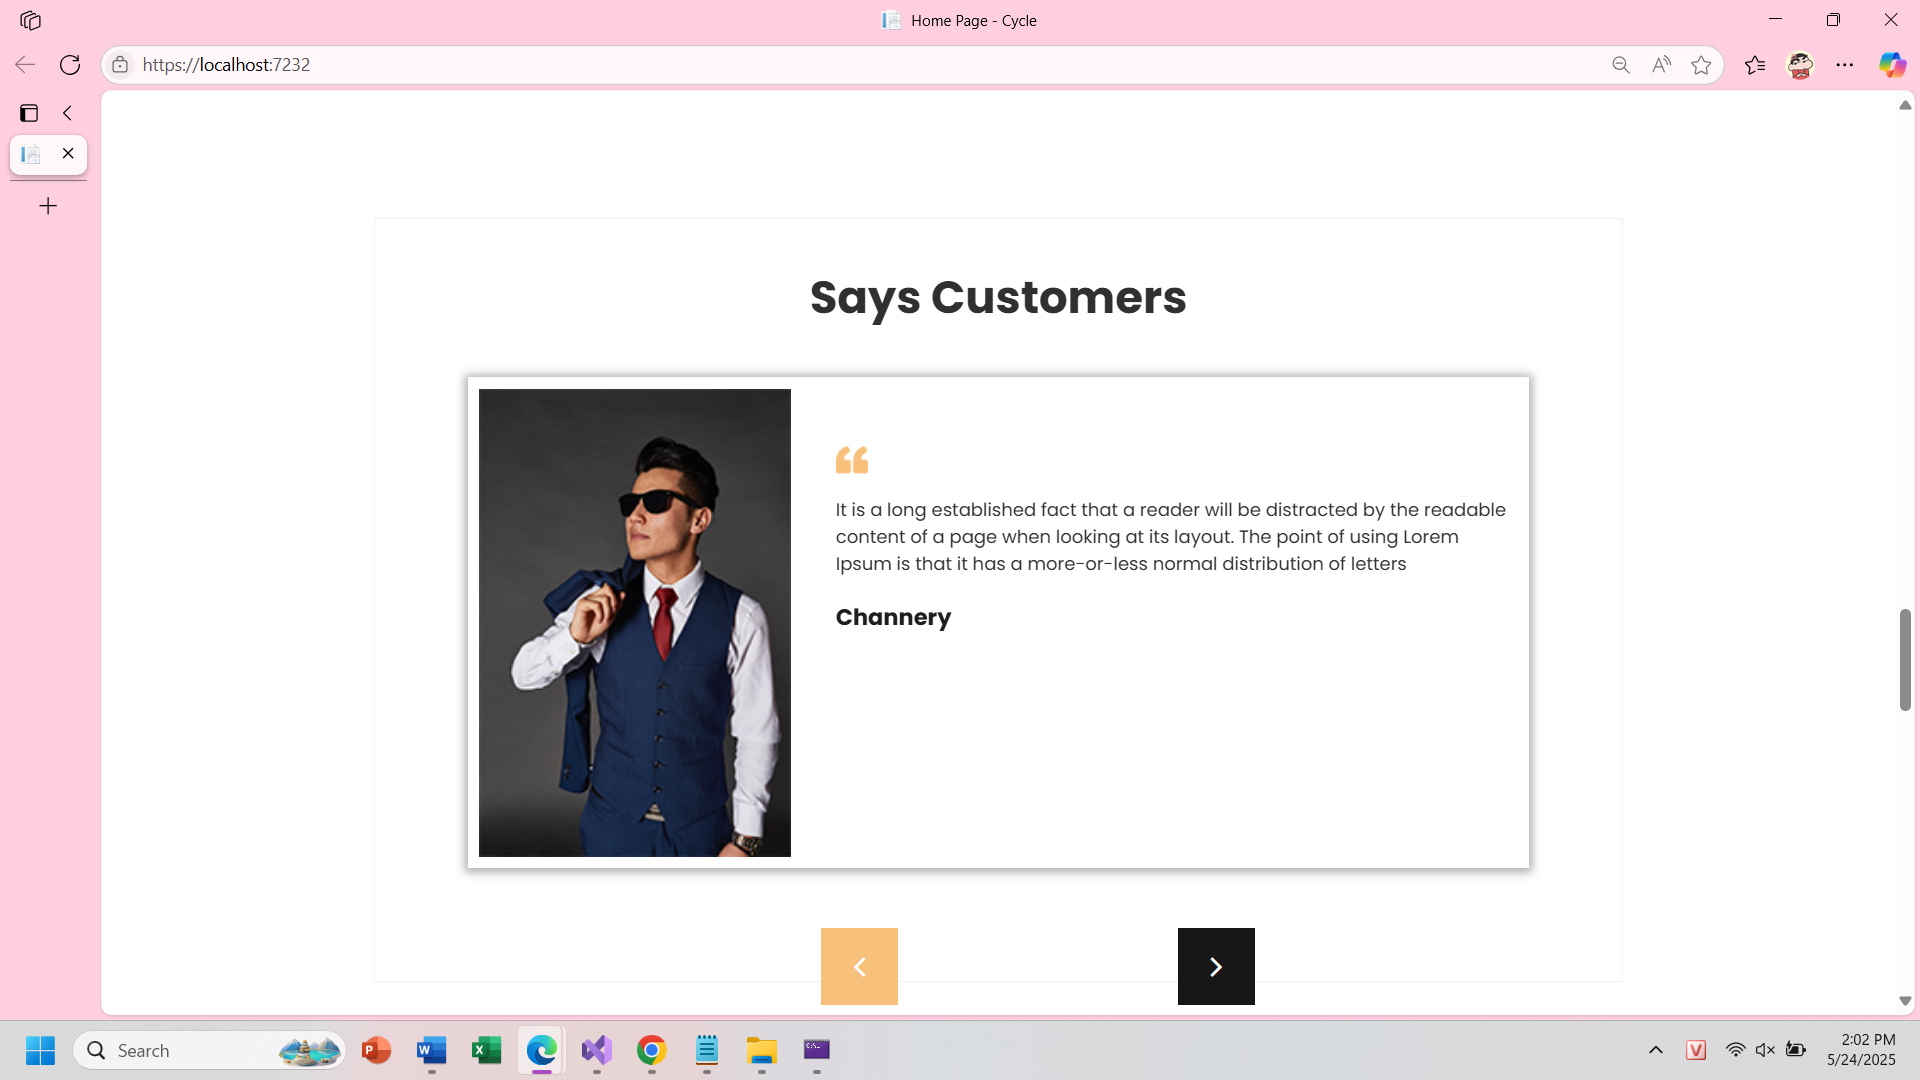 Home Page - Cycle
https://localhost:7232
Says Customers
It is a long established fact that a reader will be distracted by the readable
content of a page when looking at its layout. The point of using Lorem
Ipsum is that it has a more-or-less normal distribution of letters
Channery
Search
2:02 PM
5/24/2025